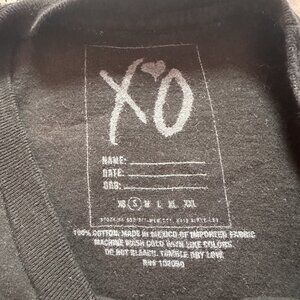 XO
NAME:
DATE:
XS S M L XL XXL
100% COTTON. MADE IN MEXICO OF IMPORTED FABRIC
MACHINE WASH COLD WITH LIKE COLORS.
DO NOT BLEACH. TUMBLE DRY LOW